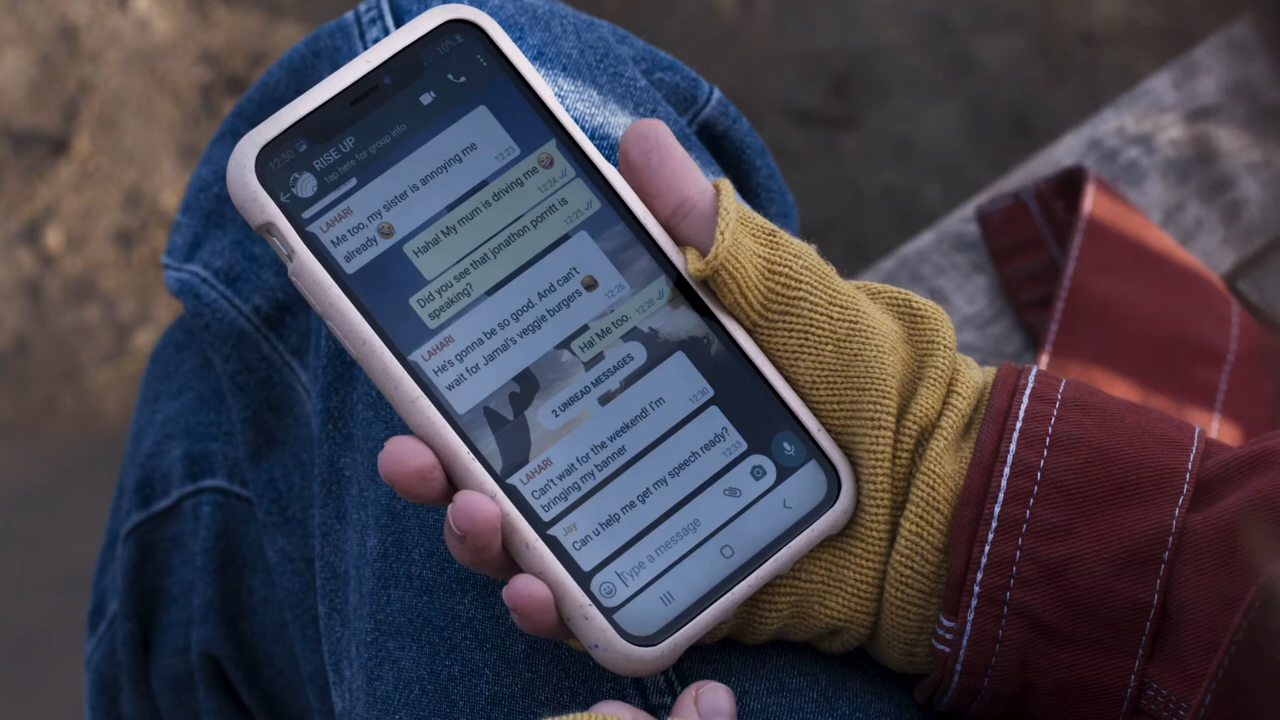 12:50
10%
RISE UP
tap here for group info
LAHARI
Me too, my sister is annoying me
already
12:23
Haha! My mum is driving me
12:24
Did you see that jonathon porritt is
speaking?
12:25
LAHARI
He's gonna be so good. And can't
wait for Jamal's veggie burgers
12:26
Ha! Me too.
12:28
2 UNREAD MESSAGES
LAHARI
Can't wait for the weekend! I'm
bringing my banner
12:30
Jay
Can u help me get my speech ready?
12:33
Type a message